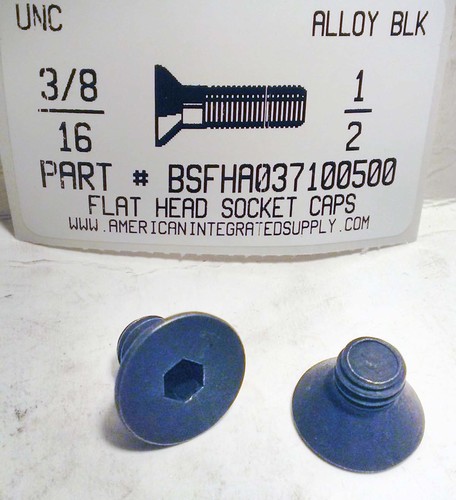 UNC ALLOY BLK
3/8 1
16 2
PART # BSFHA037100500
FLAT HEAD SOCKET CAPS
WWW.AMERICANINTEGRATEDSUPPLY.COM